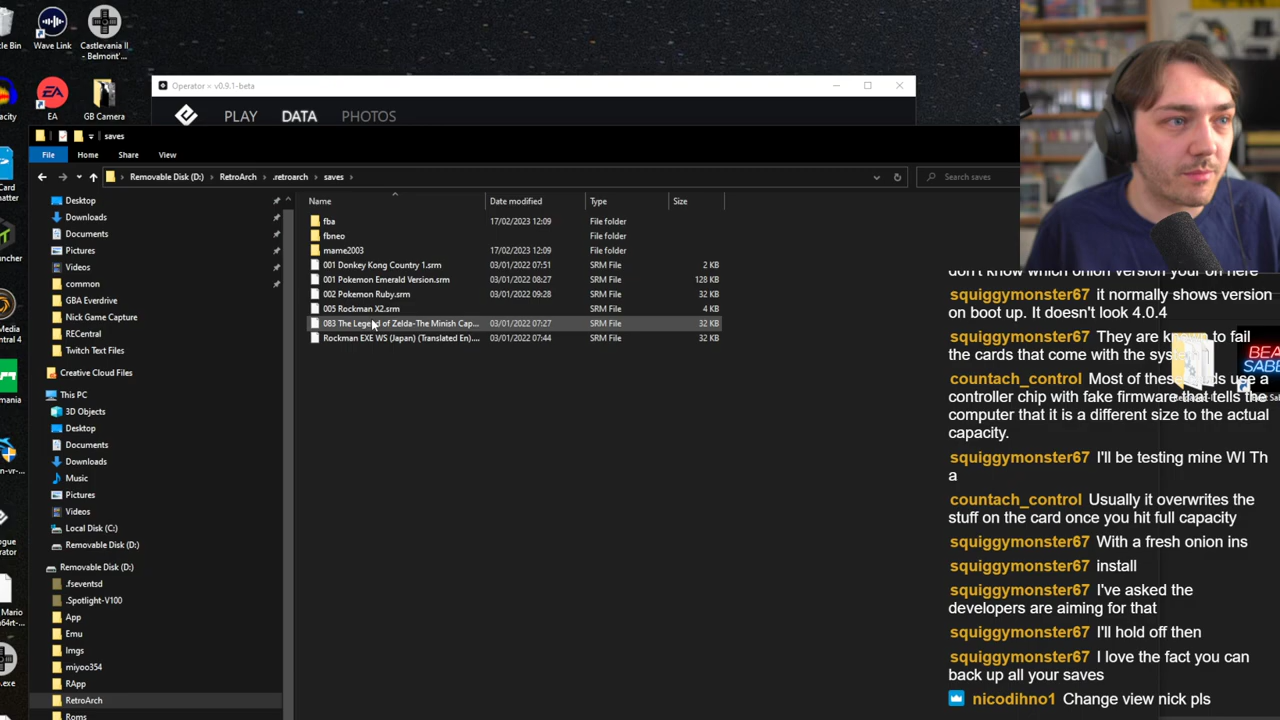 cle Bin
Wave Link
Castlevania II
- Belmont'...
Operator × v0.9.1-beta
EA
GB Camera
PLAY DATA PHOTOS
saves
File Home Share View
Removable Disk (D:) › RetroArch › .retroarch › saves ›
Search saves
Desktop
Downloads
Documents
Pictures
Videos
common
GBA Everdrive
Nick Game Capture
RECentral
Twitch Text Files
Creative Cloud Files
This PC
3D Objects
Desktop
Documents
Downloads
Music
Pictures
Videos
Local Disk (C:)
Removable Disk (D:)
Removable Disk (D:)
.fseventsd
.Spotlight-V100
App
Emu
Imgs
miyoo354
RApp
RetroArch
Roms
Name Date modified Type Size
fba 17/02/2023 12:09 File folder
fbneo File folder
mame2003 17/02/2023 12:09 File folder
001 Donkey Kong Country 1.srm 03/01/2022 07:51 SRM File 2 KB
001 Pokemon Emerald Version.srm 03/01/2022 08:27 SRM File 128 KB
002 Pokemon Ruby.srm 03/01/2022 09:28 SRM File 32 KB
005 Rockman X2.srm 03/01/2022 07:51 SRM File 4 KB
083 The Legend of Zelda-The Minish Cap... 03/01/2022 07:27 SRM File 32 KB
Rockman EXE WS (Japan) (Translated En).... 03/01/2022 07:44 SRM File 32 KB
don't know which onion version your on here
squiggymonster67 it normally shows version
on boot up. It doesn't look 4.0.4
squiggymonster67 They are known to fail
the cards that come with the
countach_control Most of these use a
controller chip with fake firmware that tells the
computer that it is a different size to the actual
capacity.
squiggymonster67 I'll be testing mine WI Th
a
countach_control Usually it overwrites the
stuff on the card once you hit full capacity
squiggymonster67 With a fresh onion ins
squiggymonster67 install
squiggymonster67 I've asked the
developers are aiming for that
squiggymonster67 I'll hold off then
squiggymonster67 I love the fact you can
back up all your saves
nicodihno1 Change view nick pls